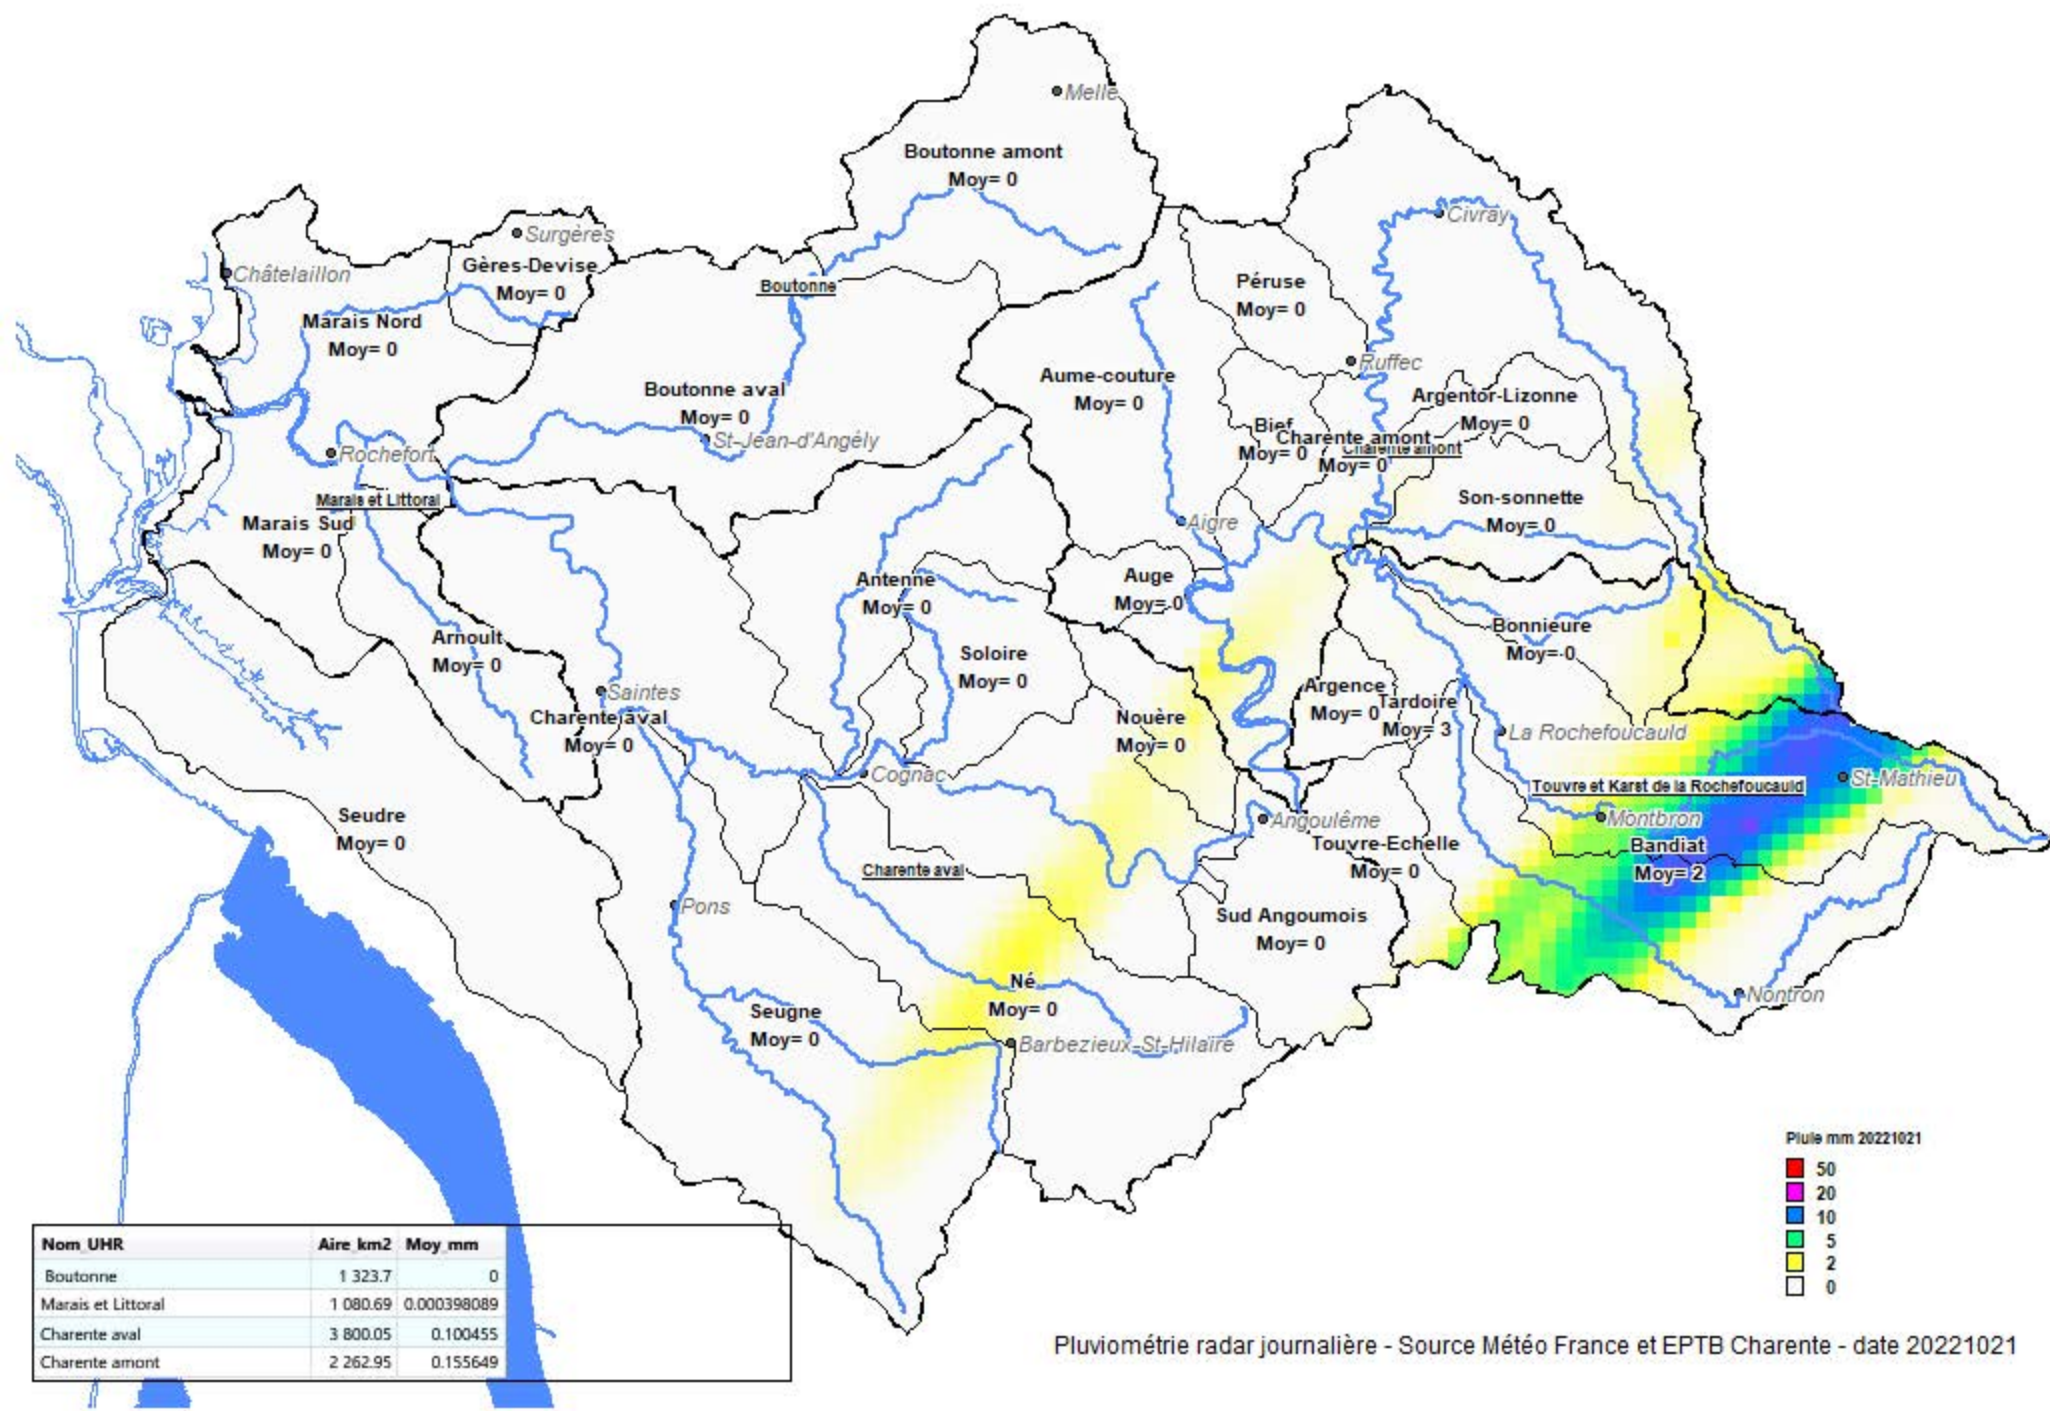 Melle
Boutonne amont
Moy= 0
Civray
Surgères
Gères-Devise
Moy= 0
Châtelaillon
Boutonne
Péruse
Moy= 0
Marais Nord
Moy= 0
Ruffec
Aume-couture
Moy= 0
Boutonne aval
Moy= 0
Argentor-Lizonne
Moy= 0
St-Jean-d'Angély
Bief
Moy= 0
Charente amont
Moy= 0
Charente amont
Rochefort
Marais et Littoral
Son-sonnette
Moy= 0
Marais Sud
Moy= 0
Aigre
Antenne
Moy= 0
Auge
Moy= 0
Bonnieure
Moy= 0
Arnoult
Moy= 0
Soloire
Moy= 0
Saintes
Argence
Moy= 0
Tardoire
Moy= 3
Charente aval
Moy= 0
Nouère
Moy= 0
La Rochefoucauld
Cognac
Touvre et Karst de la Rochefoucauld
St-Mathieu
Seudre
Moy= 0
Angoulême
Montbron
Touvre-Echelle
Moy= 0
Bandiat
Moy= 2
Charente aval
Pons
Sud Angoumois
Moy= 0
Né
Moy= 0
Nontron
Seugne
Moy= 0
Barbezieux-St-Hilaire
Pluie mm 20221021
50
20
10
5
2
0
Nom_UHR Aire_km2 Moy_mm
Boutonne 1 323.7 0
Marais et Littoral 1 080.69 0.000398089
Charente aval 3 800.05 0.100455
Charente amont 2 262.95 0.155649
Pluviométrie radar journalière - Source Météo France et EPTB Charente - date 20221021